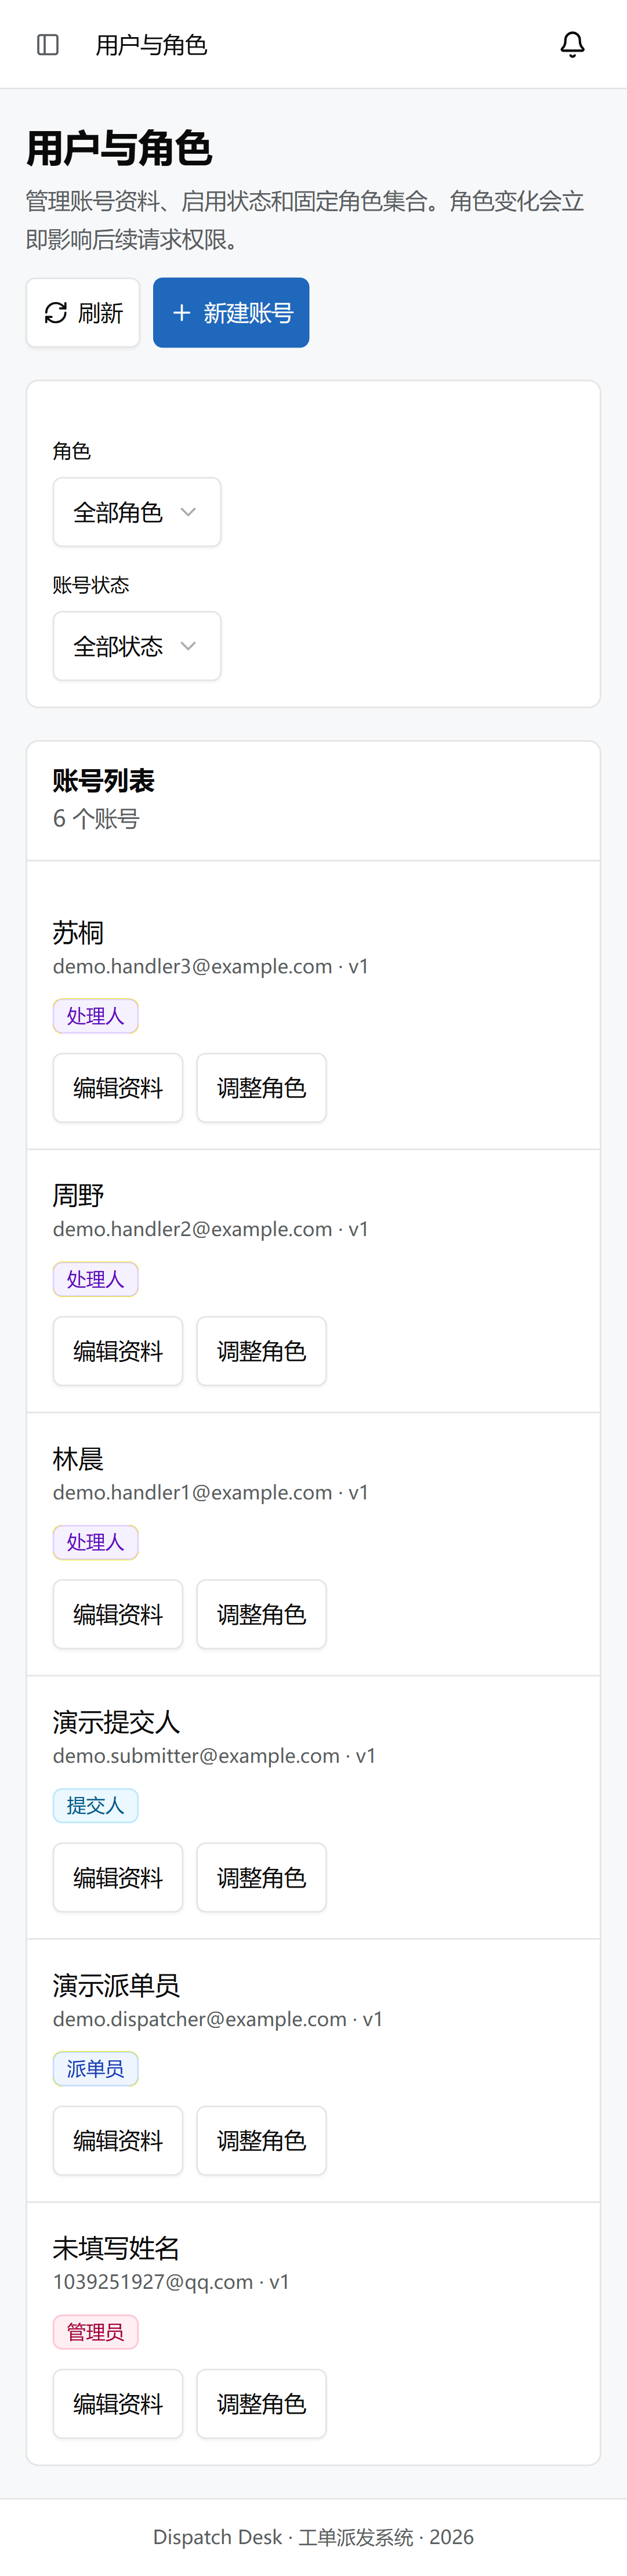 用户与角色
用户与角色
管理账号资料、启用状态和固定角色集合。角色变化会立
即影响后续请求权限。
刷新
新建账号
角色
全部角色
账号状态
全部状态
账号列表
6 个账号
苏桐
demo.handler3@example.com · v1
处理人
编辑资料
调整角色
周野
demo.handler2@example.com · v1
处理人
编辑资料
调整角色
林晨
demo.handler1@example.com · v1
处理人
编辑资料
调整角色
演示提交人
demo.submitter@example.com · v1
提交人
编辑资料
调整角色
演示派单员
demo.dispatcher@example.com · v1
派单员
编辑资料
调整角色
未填写姓名
1039251927@qq.com · v1
管理员
编辑资料
调整角色
Dispatch Desk · 工单派发系统 · 2026